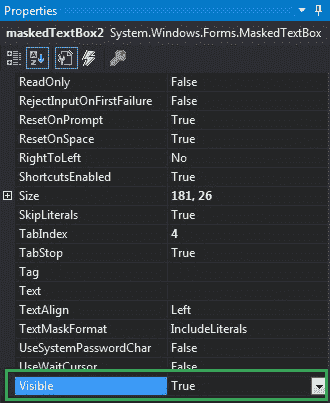 Properties
maskedTextBox2 System.Windows.Forms.MaskedTextBox
ReadOnly False
RejectInputOnFirstFailure False
ResetOnPrompt True
ResetOnSpace True
RightToLeft No
ShortcutsEnabled True
Size 181, 26
SkipLiterals True
TabIndex 4
TabStop True
Tag
Text
TextAlign Left
TextMaskFormat IncludeLiterals
UseSystemPasswordChar False
UseWaitCursor False
Visible True